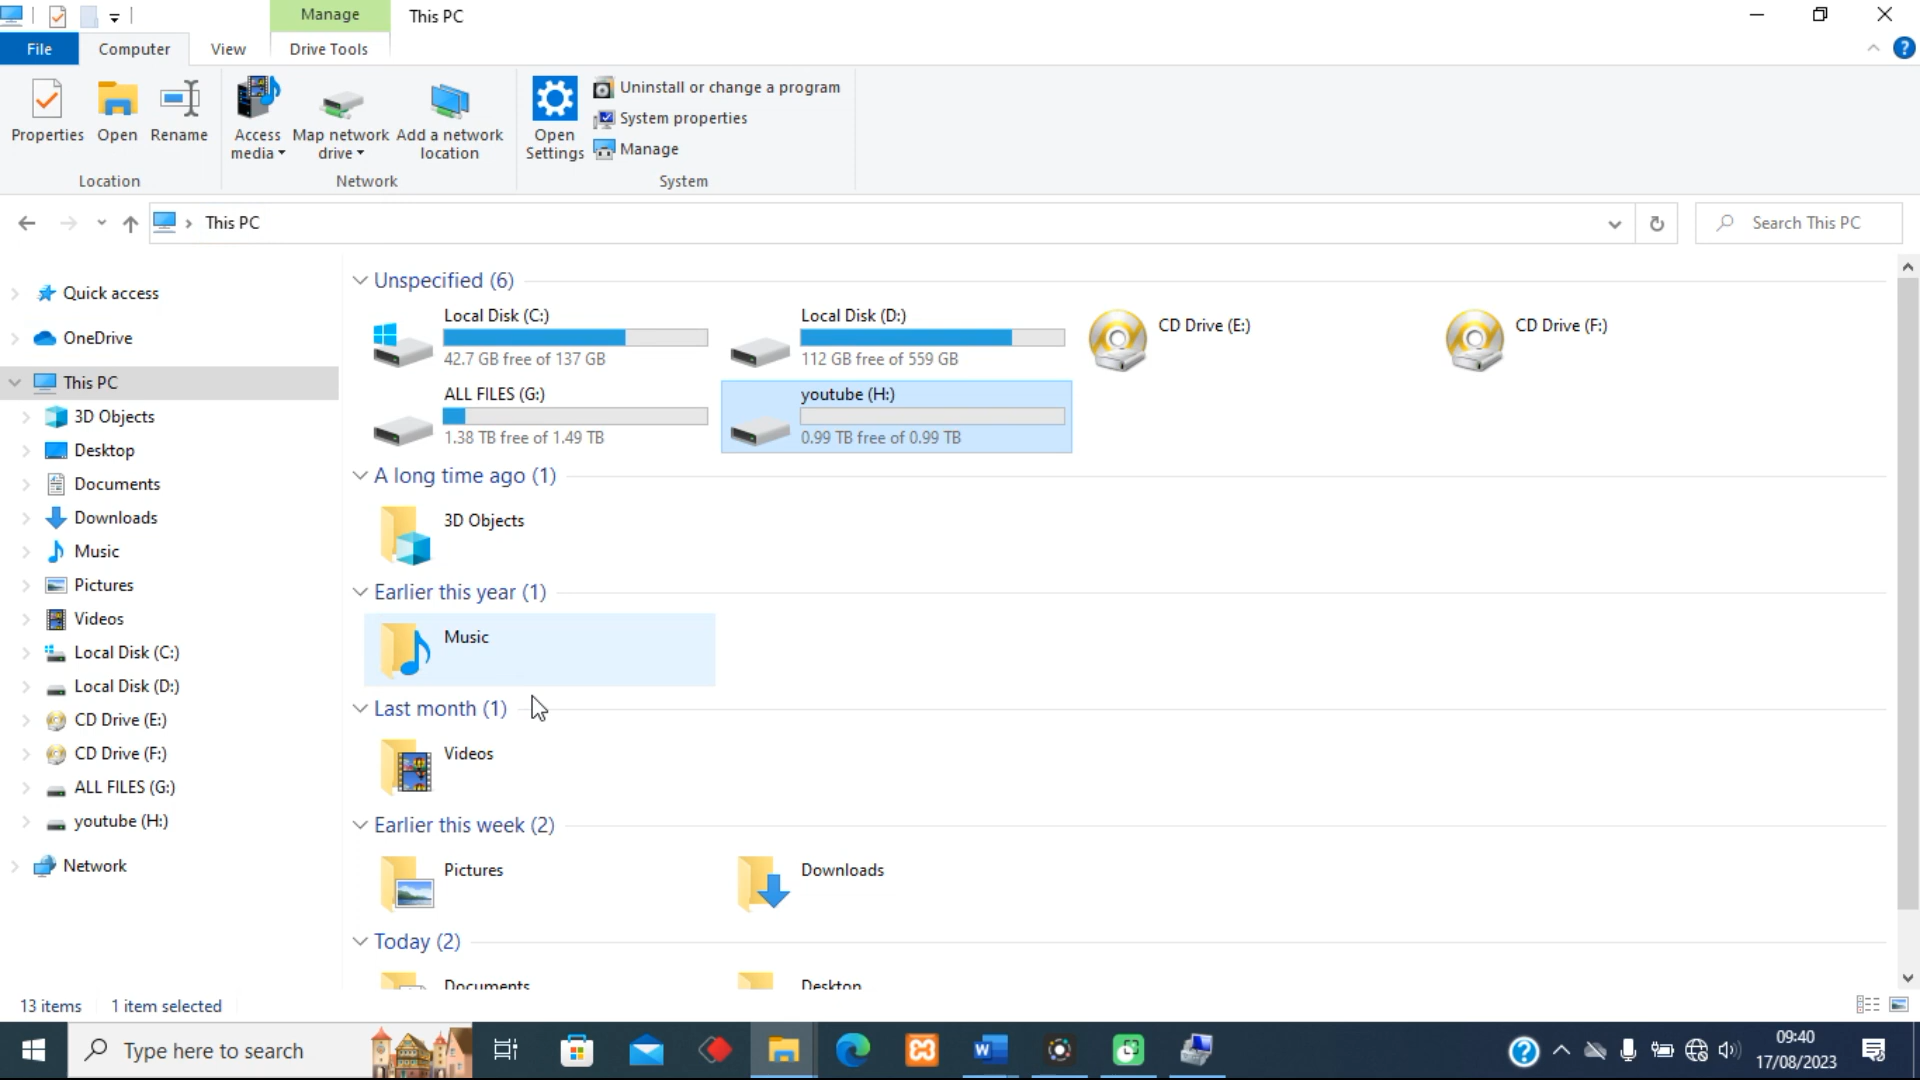 Manage
This PC
File
Computer
View
Drive Tools
Properties
Open
Rename
Access media
Map network drive
Add a network location
Open Settings
Uninstall or change a program
System properties
Manage
Location
Network
System
This PC
Search This PC
Quick access
OneDrive
This PC
3D Objects
Desktop
Documents
Downloads
Music
Pictures
Videos
Local Disk (C:)
Local Disk (D:)
CD Drive (E:)
CD Drive (F:)
ALL FILES (G:)
youtube (H:)
Network
Unspecified (6)
Local Disk (C:)
42.7 GB free of 137 GB
Local Disk (D:)
112 GB free of 559 GB
CD Drive (E:)
CD Drive (F:)
ALL FILES (G:)
1.38 TB free of 1.49 TB
youtube (H:)
0.99 TB free of 0.99 TB
A long time ago (1)
3D Objects
Earlier this year (1)
Music
Last month (1)
Videos
Earlier this week (2)
Pictures
Downloads
Today (2)
Documents
Desktop
13 items
1 item selected
Type here to search
09:40
17/08/2023